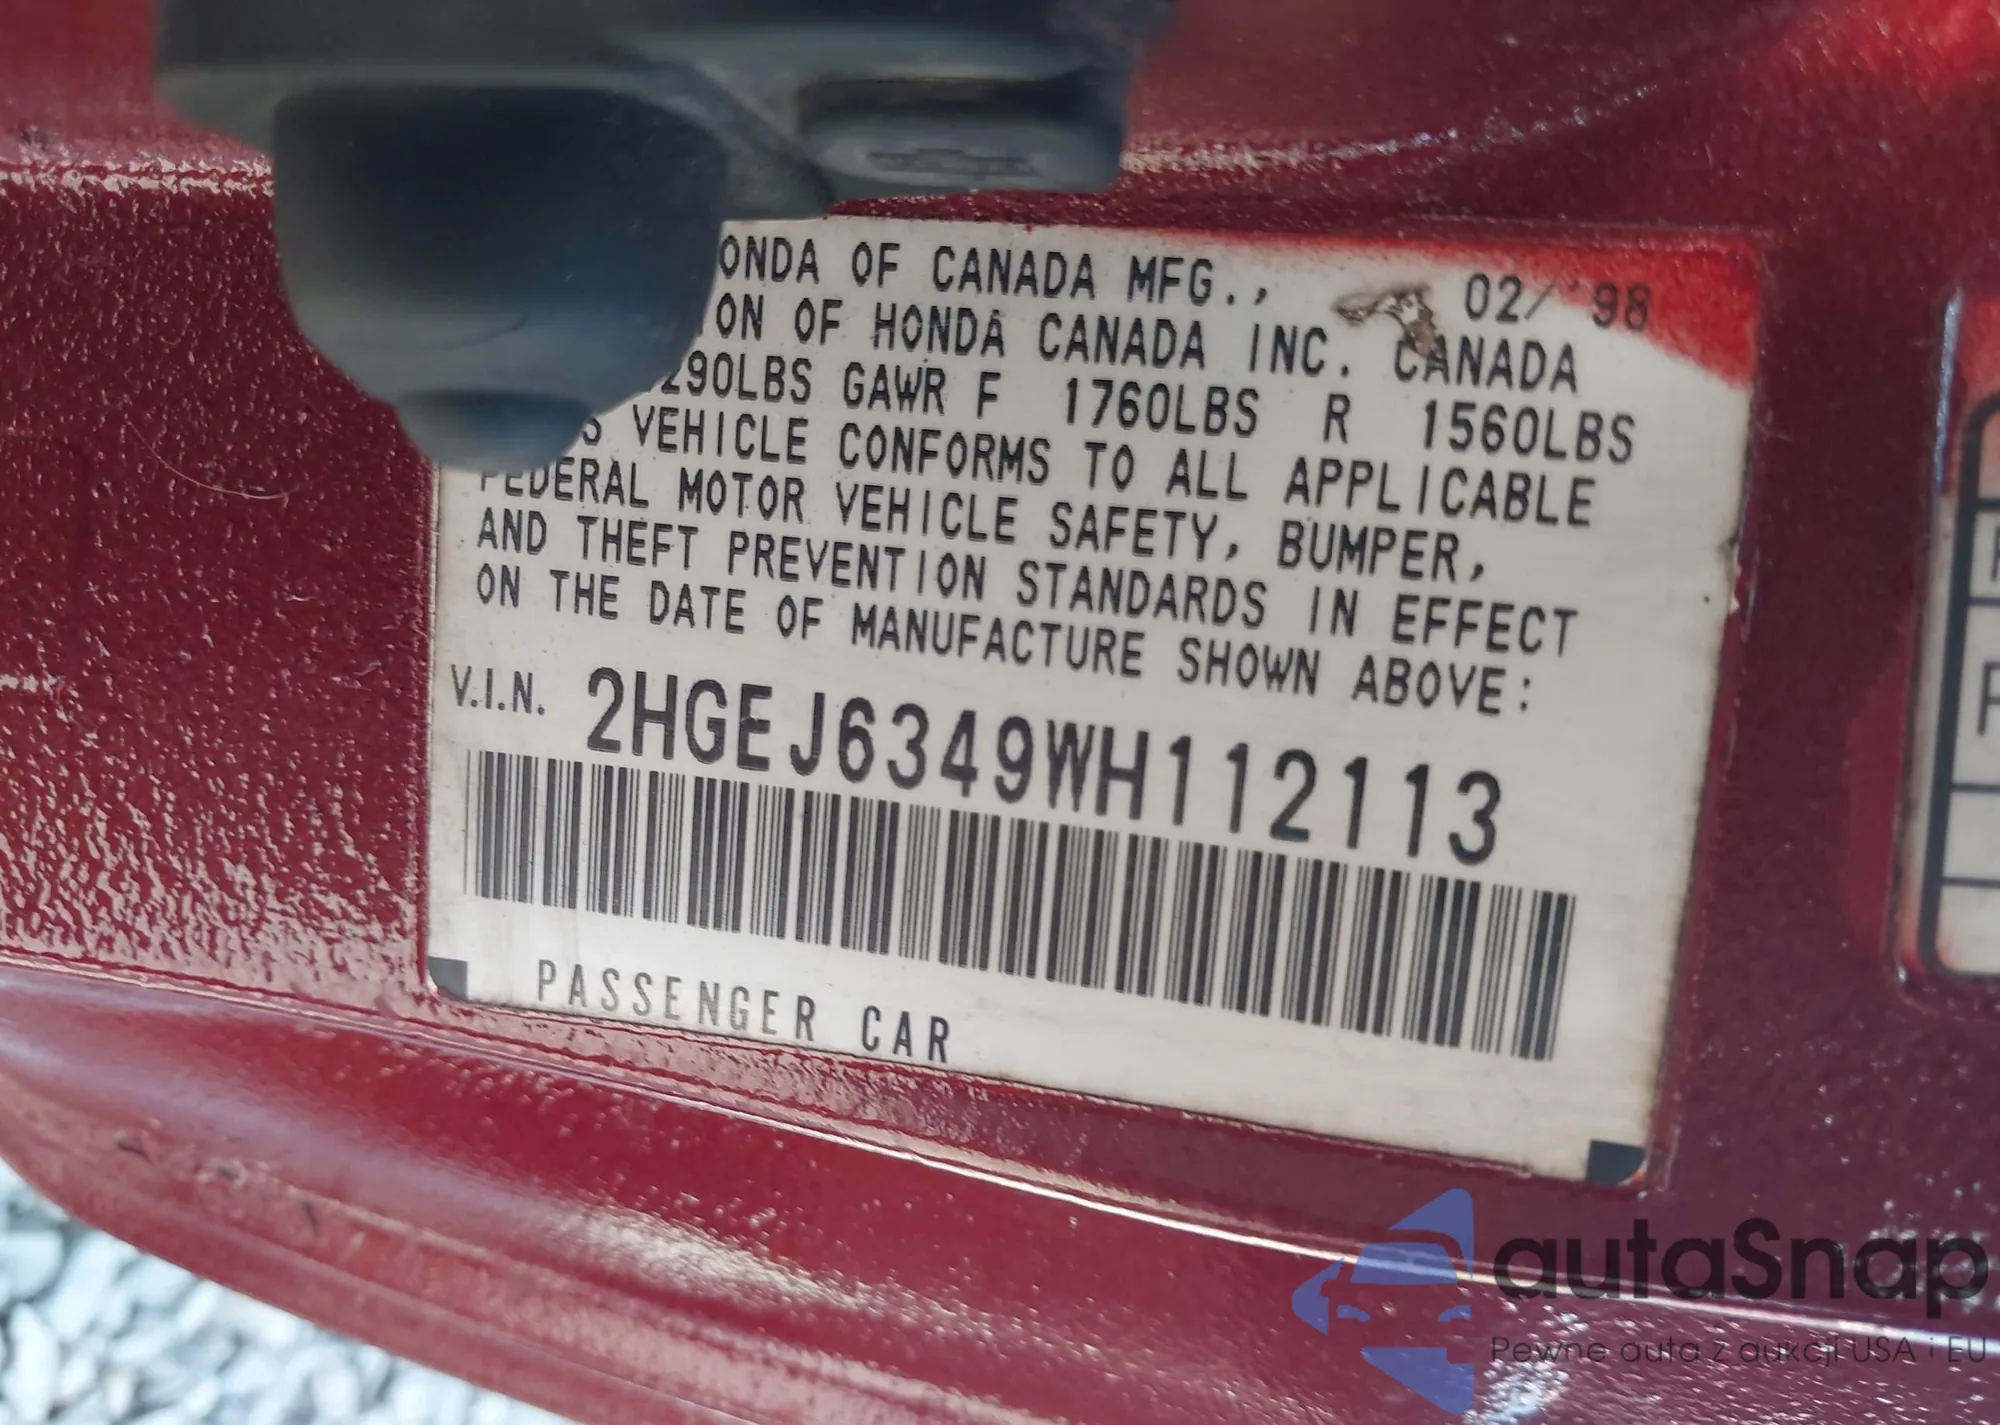 ONDA OF CANADA MFG., 02/ 98
ON OF HONDA CANADA INC. CANADA
290LBS GAWR F 1760LBS R 1560LBS
S VEHICLE CONFORMS TO ALL APPLICABLE
FEDERAL MOTOR VEHICLE SAFETY, BUMPER,
AND THEFT PREVENTION STANDARDS IN EFFECT
ON THE DATE OF MANUFACTURE SHOWN ABOVE:
V.I.N. 2HGEJ6349WH112113
PASSENGER CAR
autaSnap
Pewne auta z aukcji USA i EU